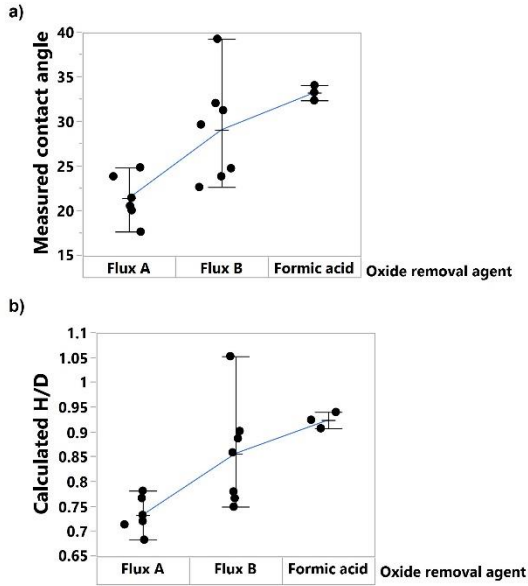 a)
Measured contact angle
40
35
30
25
20
15
Flux A
Flux B
Formic acid
Oxide removal agent
b)
Calculated H/D
1.1
1.05
1
0.95
0.9
0.85
0.8
0.75
0.7
0.65
Flux A
Flux B
Formic acid
Oxide removal agent